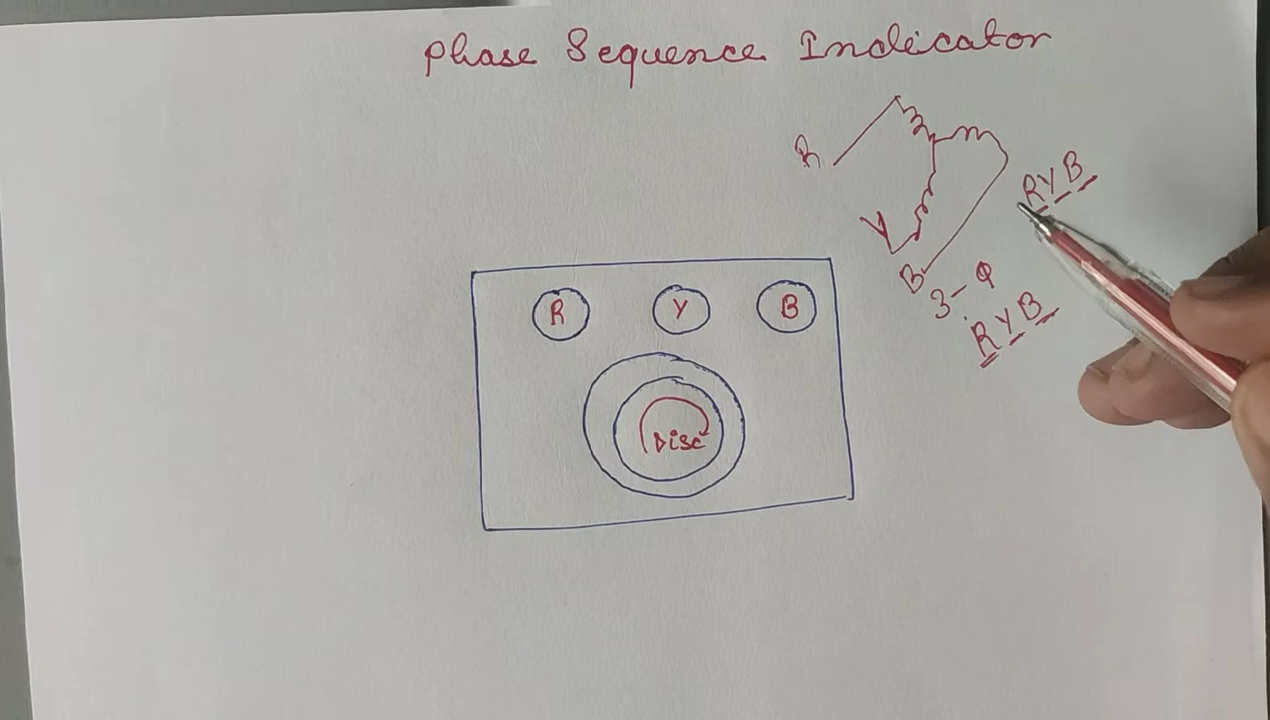 Phase Sequence Indicator
R
Y
B
RYB
3-φ
RYB
R Y B
Disc